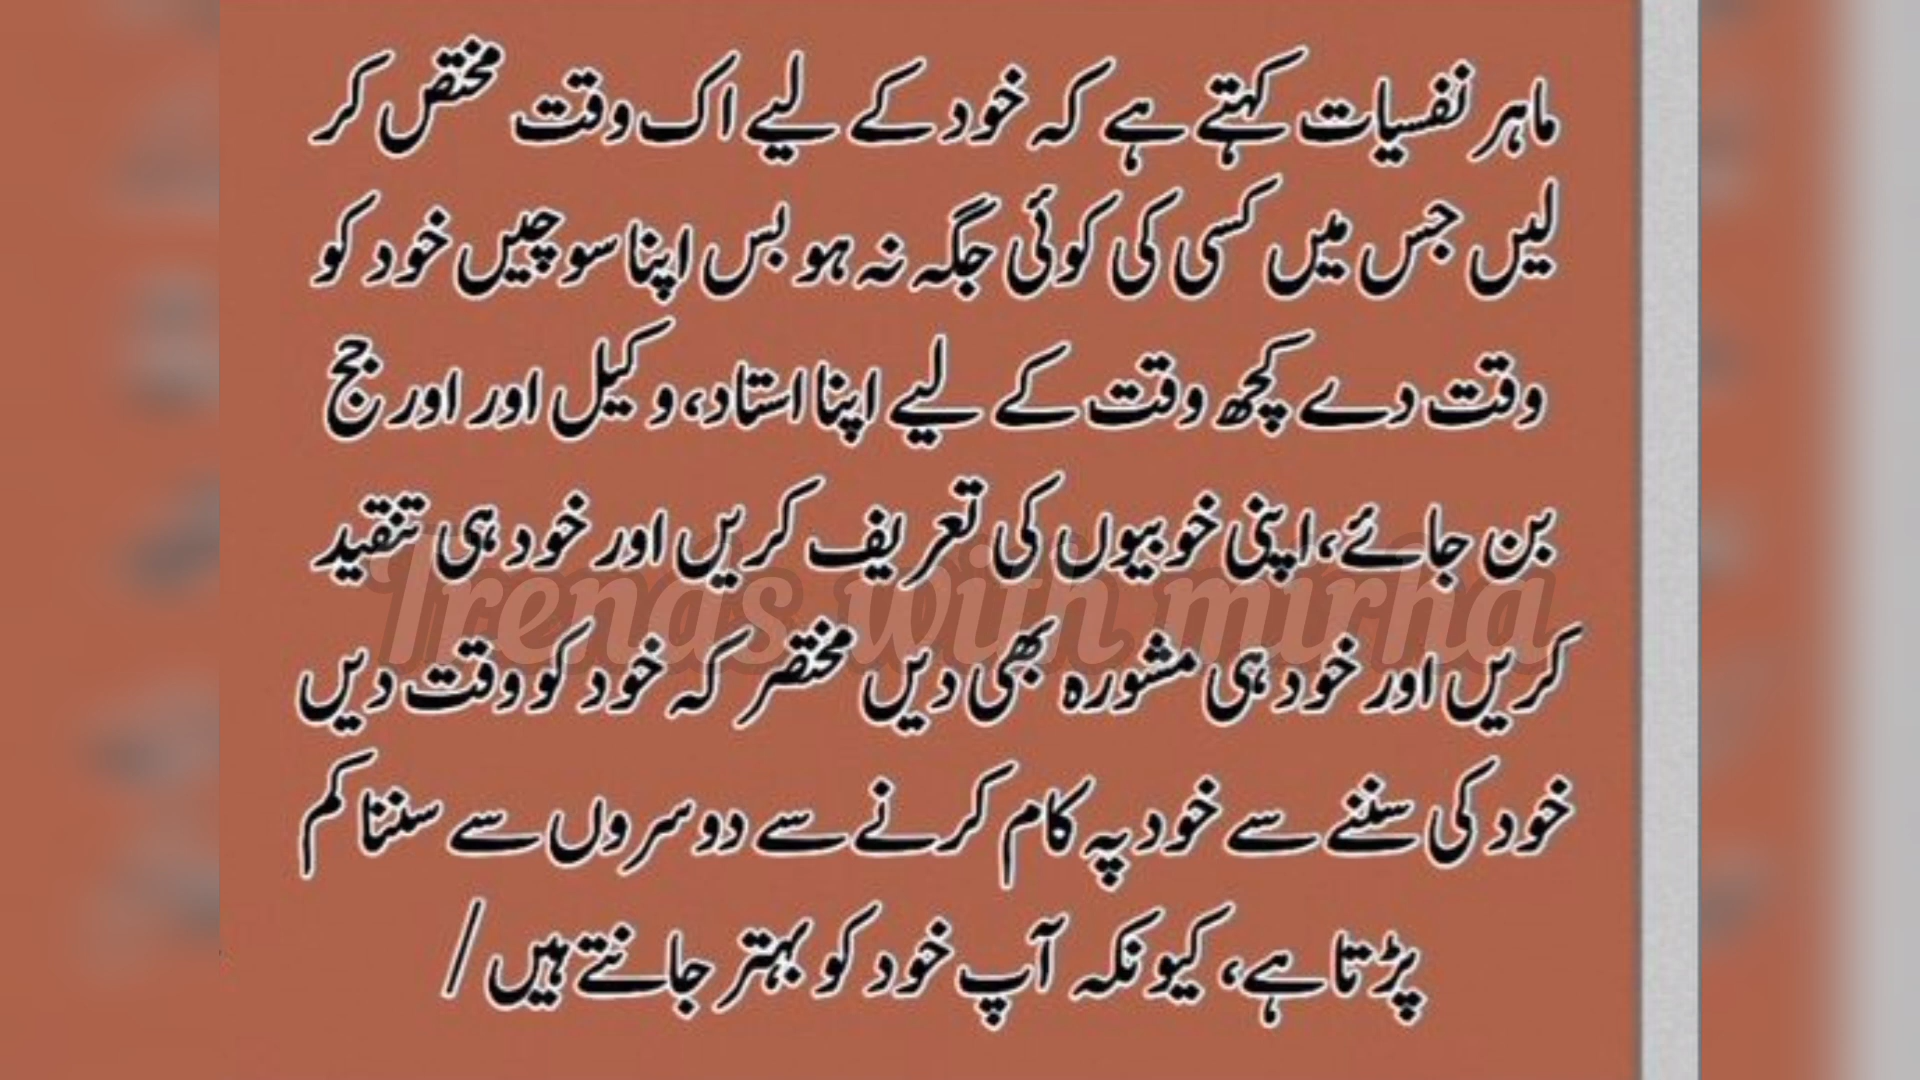 ماہر نفسیات کہتے ہے کہ خود کے لیے اک وقت مختص کر
لیں جس میں کسی کی کوئی جگہ نہ ہو بس اپنا سوچیں خود کو
وقت دے کچھ وقت کے لیے اپنا استاد، وکیل اور اور جج
بن جائے، اپنی خوبیوں کی تعریف کریں اور خود ہی تنقید
Trends with mirha
کریں اور خود ہی مشورہ بھی دیں مختصر کہ خود کو وقت دیں
خود کی سننے سے خود پہ کام کرنے سے دوسروں سے سننا کم
پڑتا ہے، کیونکہ آپ خود کو بہتر جانتے ہیں /